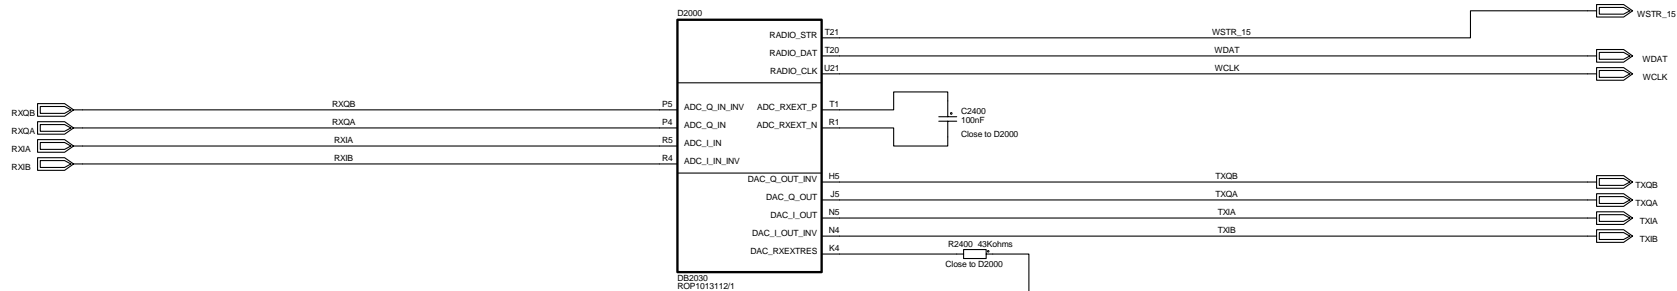 D2000
WSTR_15
RADIO_STR T21 WSTR_15
RADIO_DAT T20 WDAT WDAT
RADIO_CLK U21 WCLK WCLK
RXQB RXQB P5 ADC_Q_IN_INV ADC_RXEXT_P T1
C2400
100nF
RXQA RXQA P4 ADC_Q_IN ADC_RXEXT_N R1
Close to D2000
RXIA RXIA R5 ADC_I_IN
RXIB RXIB R4 ADC_I_IN_INV
DAC_Q_OUT_INV H5 TXQB TXQB
DAC_Q_OUT J5 TXQA TXQA
DAC_I_OUT N5 TXIA TXIA
DAC_I_OUT_INV N4 TXIB TXIB
DAC_RXEXTRES K4 R2400 43Kohms
Close to D2000
DB2030
ROP1013112/1